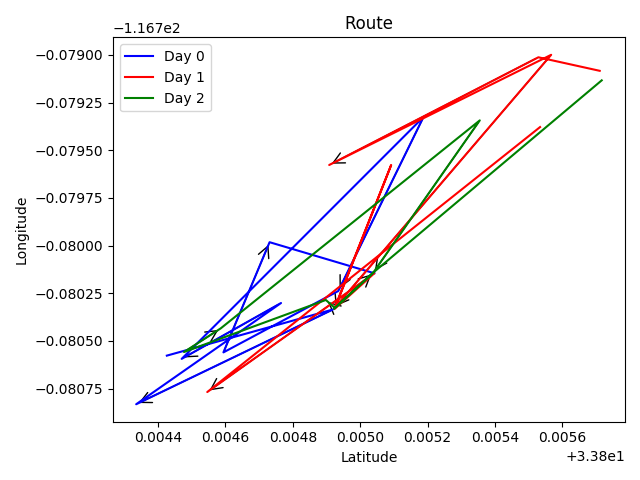 Route
−1.167e2
Day 0
Day 1
Day 2
−0.07900
−0.07925
−0.07950
−0.07975
−0.08000
−0.08025
−0.08050
−0.08075
Longitude
0.0044 0.0046 0.0048 0.0050 0.0052 0.0054 0.0056
Latitude
+3.38e1